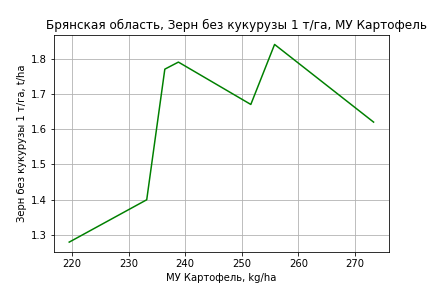 Брянская область, Зерн без кукурузы 1 т/га, МУ Картофель
1.8
1.7
1.6
1.5
1.4
1.3
Зерн без кукурузы 1 т/га, t/ha
220 230 240 250 260 270
МУ Картофель, kg/ha